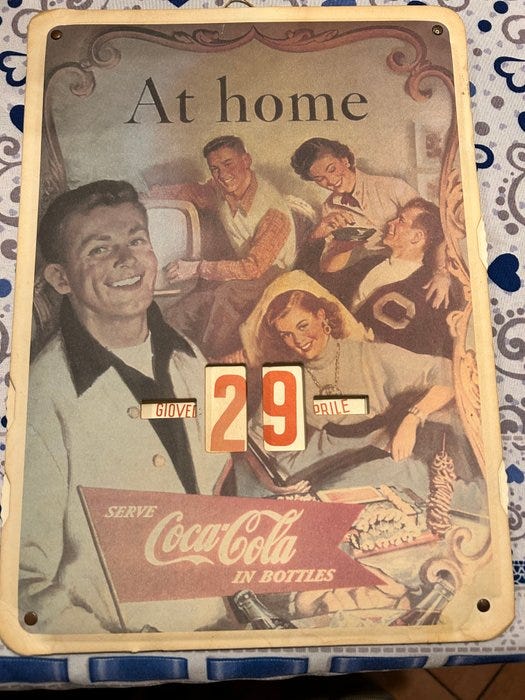 At home
GIOVE 29 PRILE
SERVE
Coca-Cola
IN BOTTLES